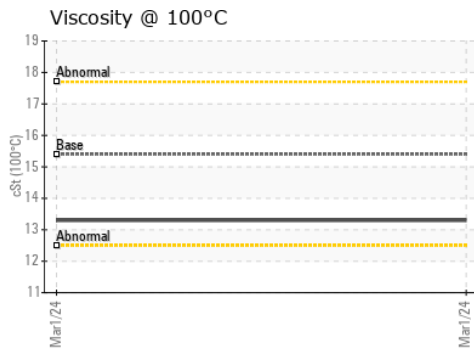 Viscosity @ 100°C
19
Abnormal
18
17
16
Base
15
14
13
Abnormal
12
11
cSt (100°C)
Mar1/24
Mar1/24